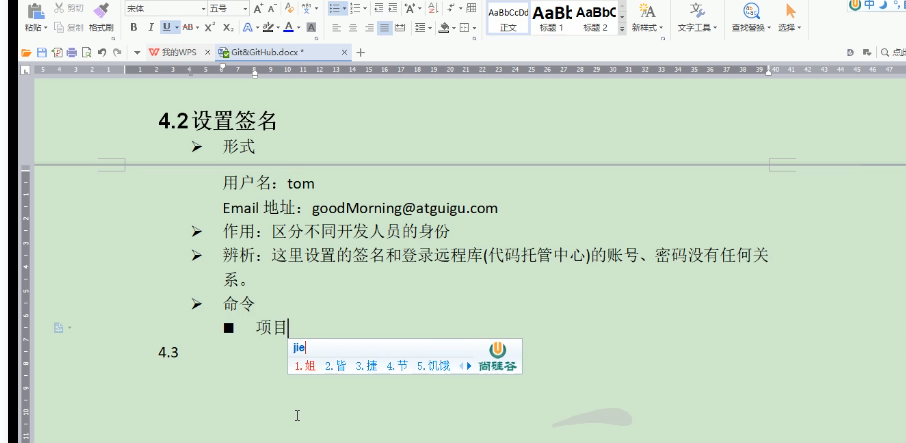 剪切
宋体 五号
AaBbCcDd AaBb AaBbC
粘贴 复制 格式刷
B I U AB X² X₂ A
正文 标题 1 标题 2 新样式 文字工具 查找替换 选择
我的WPS × Git&GitHub.docx * × +
4.2 设置签名
➢ 形式
用户名：tom
Email 地址：goodMorning@atguigu.com
➢ 作用：区分不同开发人员的身份
➢ 辨析：这里设置的签名和登录远程库(代码托管中心)的账号、密码没有任何关
系。
➢ 命令
■ 项目
jie
1.姐 2.皆 3.捷 4.节 5.饥饿 尚硅谷
4.3